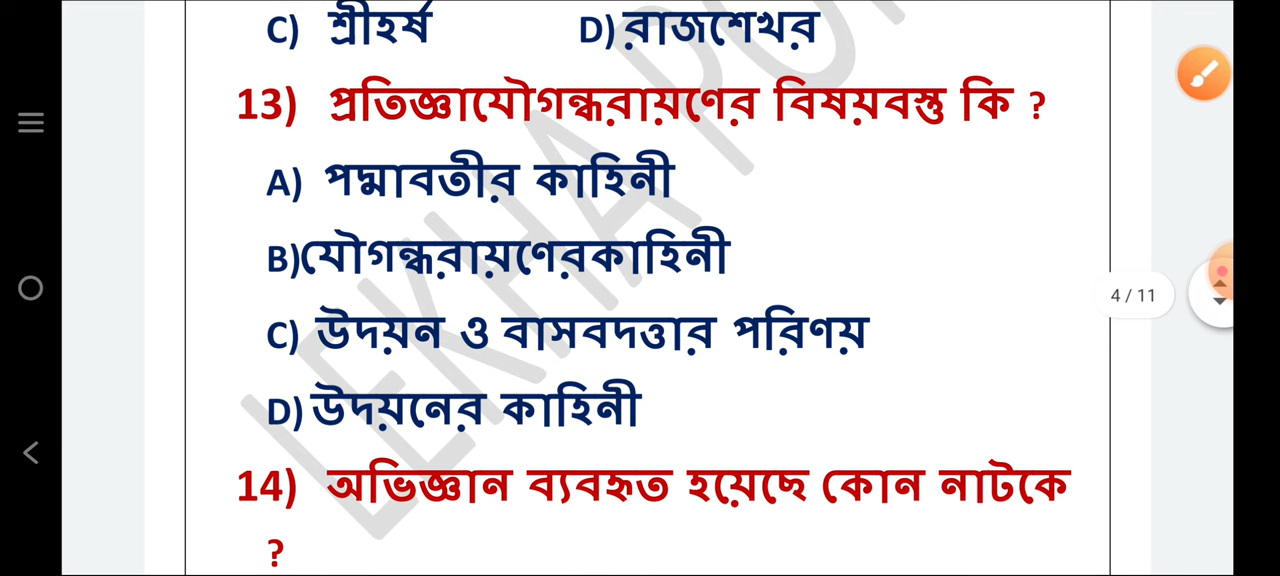 C) শ্রীহর্ষ D) রাজশেখর
13) প্রতিজ্ঞাযৌগন্ধরায়ণের বিষয়বস্তু কি ?
A) পদ্মাবতীর কাহিনী
B)যৌগন্ধরায়ণেরকাহিনী
C) উদয়ন ও বাসবদত্তার পরিণয়
D) উদয়নের কাহিনী
4 / 11
14) অভিজ্ঞান ব্যবহৃত হয়েছে কোন নাটকে
?
LEKHA